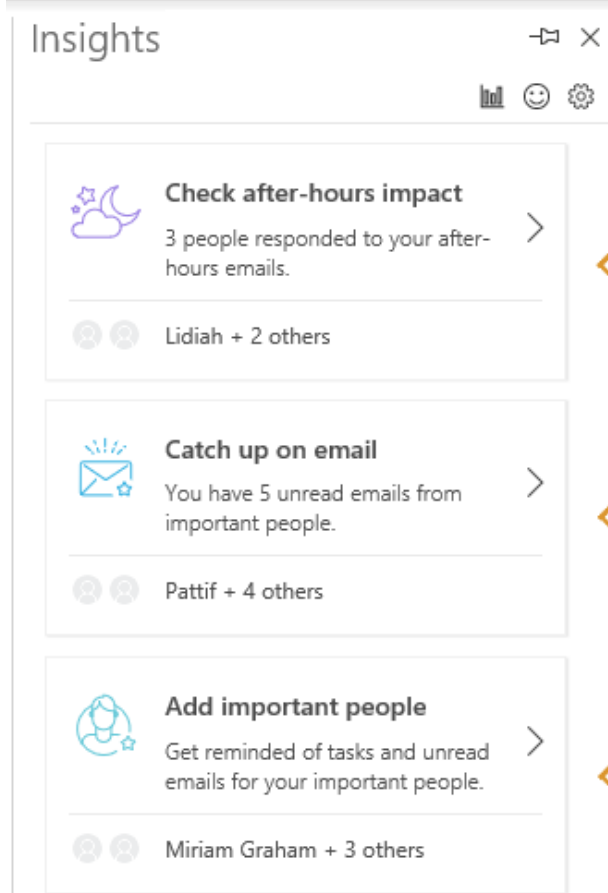 Insights
Check after-hours impact
3 people responded to your after-
hours emails.
Lidiah + 2 others
Catch up on email
You have 5 unread emails from
important people.
Pattif + 4 others
Add important people
Get reminded of tasks and unread
emails for your important people.
Miriam Graham + 3 others